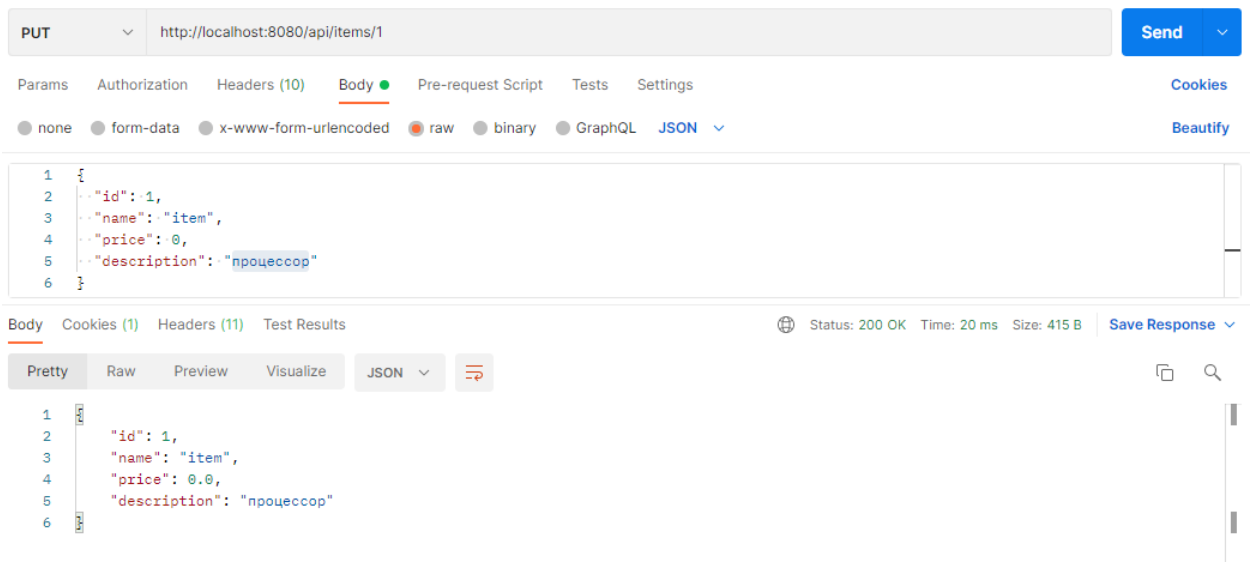 PUT http://localhost:8080/api/items/1 Send
Params Authorization Headers (10) Body Pre-request Script Tests Settings Cookies
none form-data x-www-form-urlencoded raw binary GraphQL JSON Beautify
1 {
2 "id": 1,
3 "name": "item",
4 "price": 0,
5 "description": "процессор"
6 }
Body Cookies (1) Headers (11) Test Results Status: 200 OK Time: 20 ms Size: 415 B Save Response
Pretty Raw Preview Visualize JSON
1 {
2 "id": 1,
3 "name": "item",
4 "price": 0.0,
5 "description": "процессор"
6 }